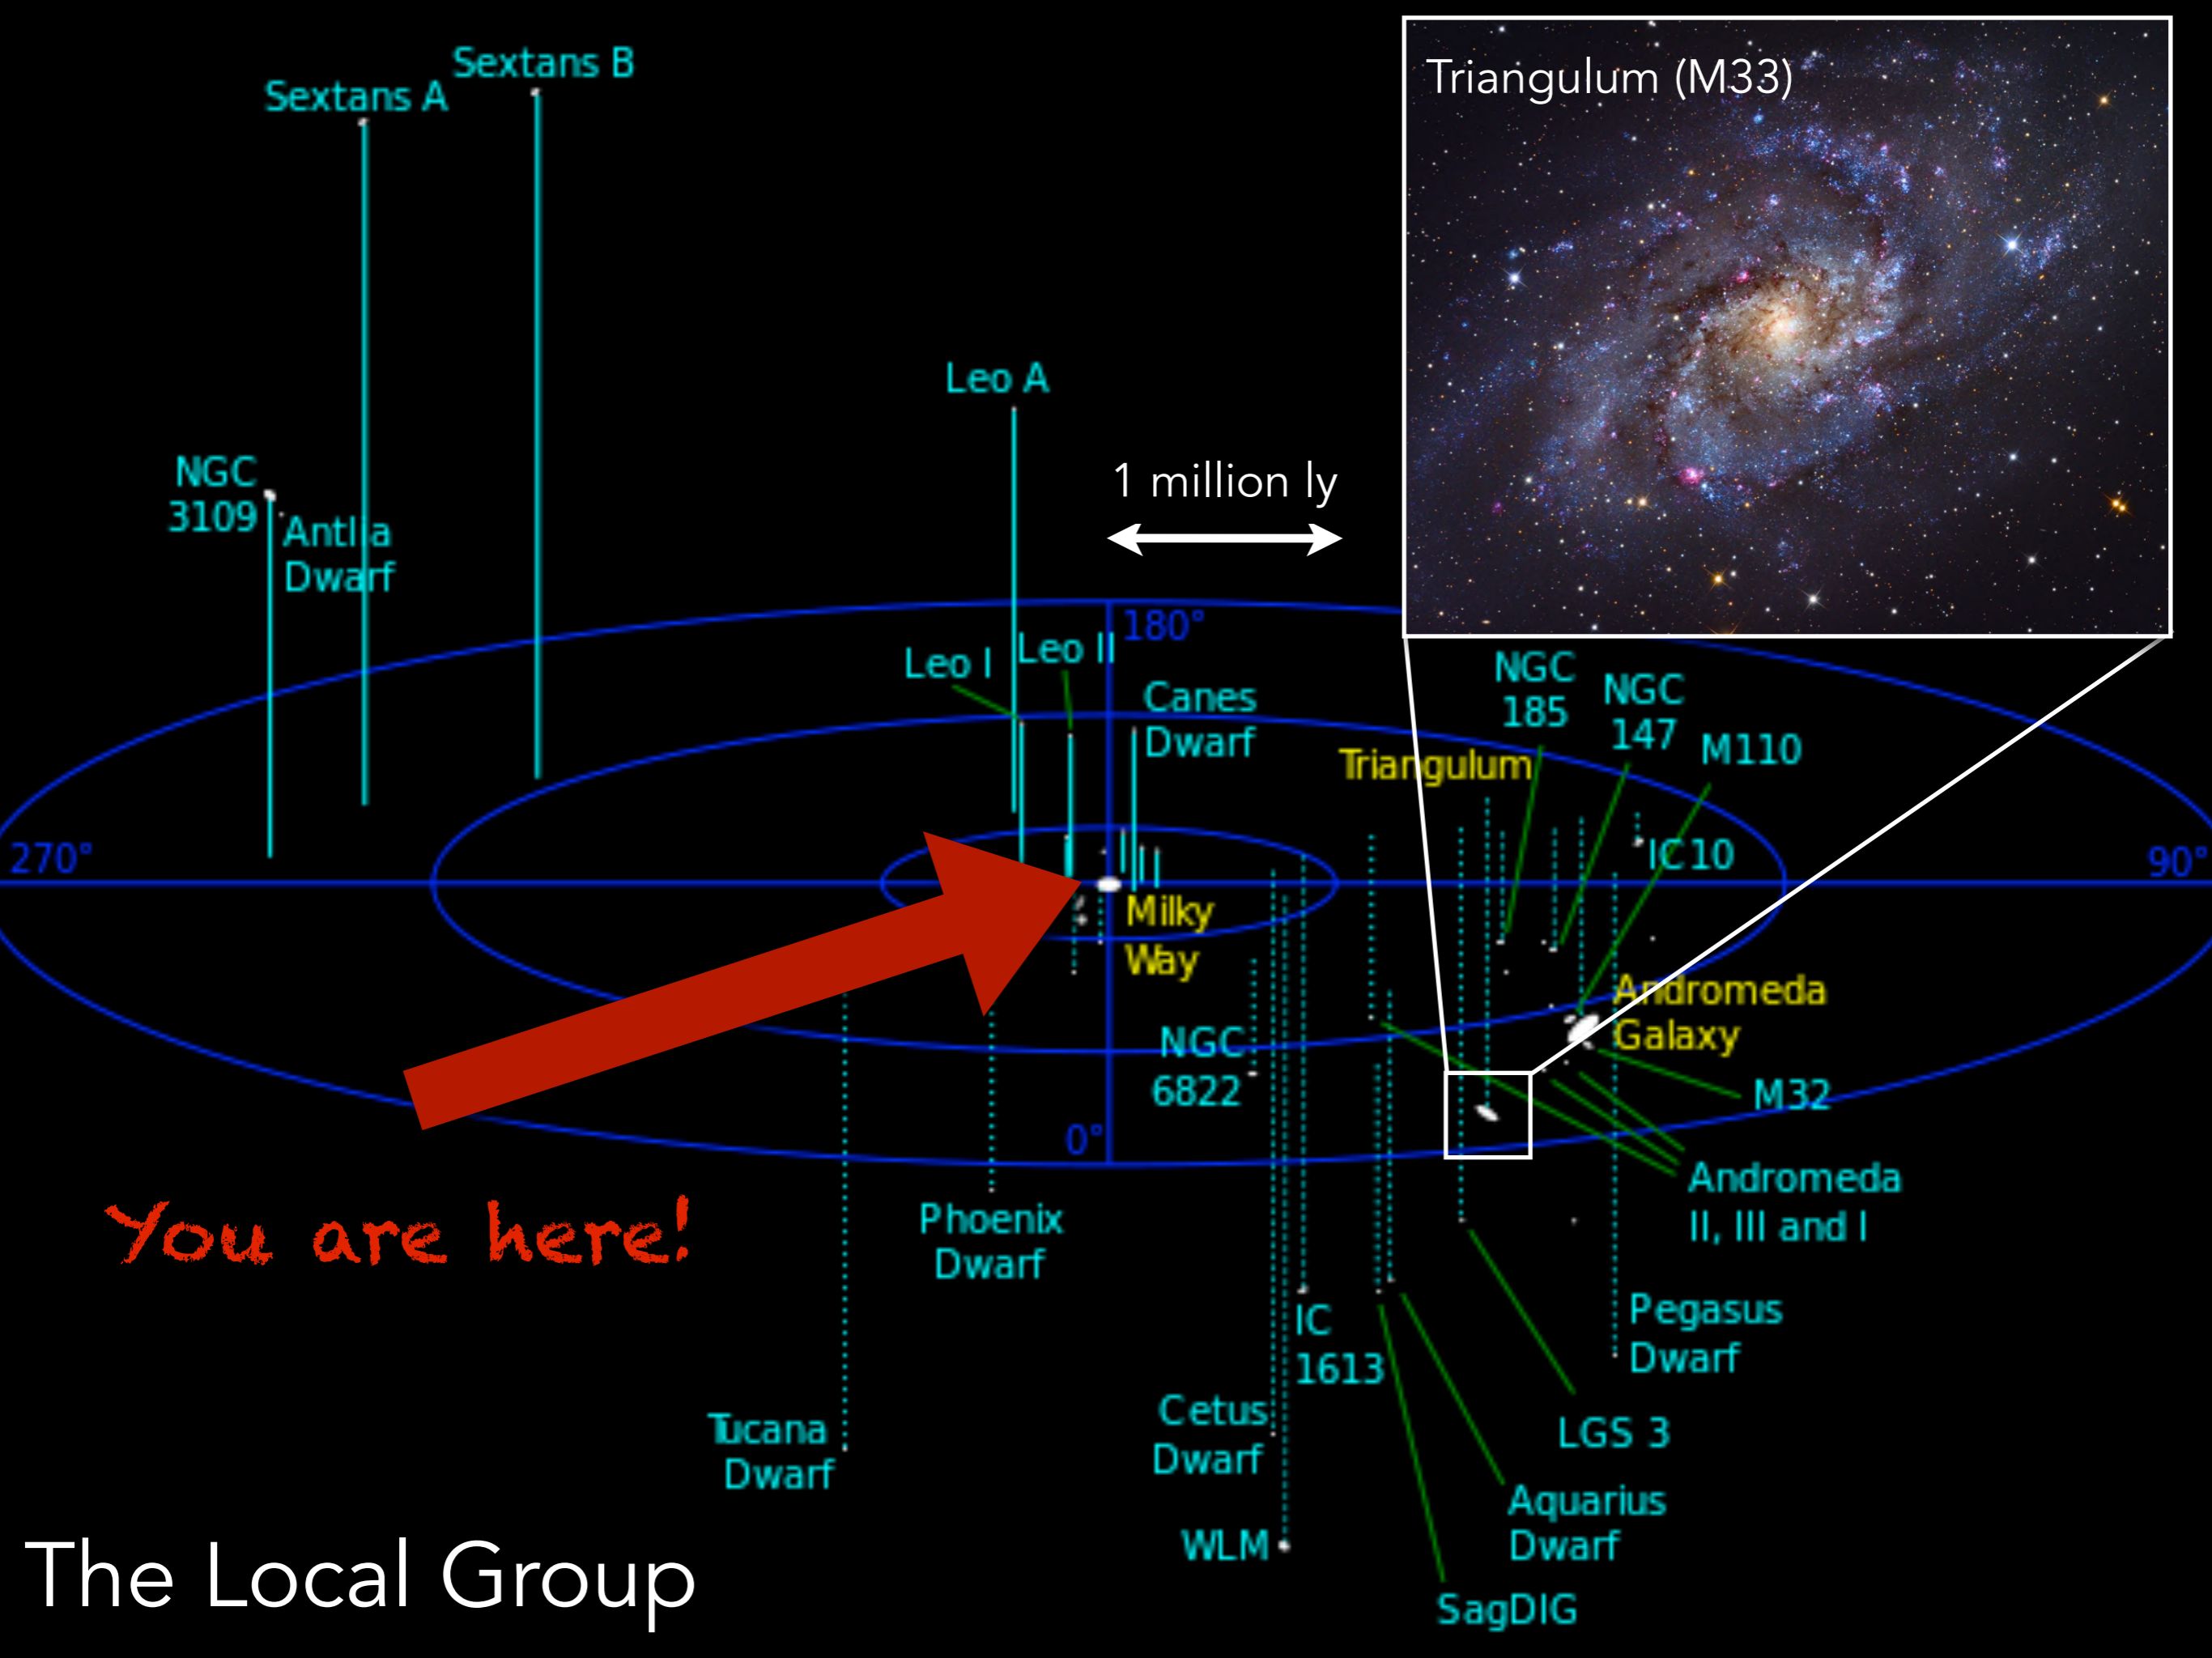 Sextans B
Sextans A
Triangulum (M33)
Leo A
1 million ly
NGC
3109
Antlia
Dwarf
180°
Leo I
Leo II
Canes
Dwarf
NGC
185
NGC
147
M110
Triangulum
IC 10
270°
90°
Milky
Way
Andromeda
Galaxy
NGC
6822
M32
0°
Andromeda
II, III and I
You are here!
Phoenix
Dwarf
IC
1613
Pegasus
Dwarf
Tucana
Dwarf
Cetus
Dwarf
LGS 3
Aquarius
Dwarf
WLM
SagDIG
The Local Group